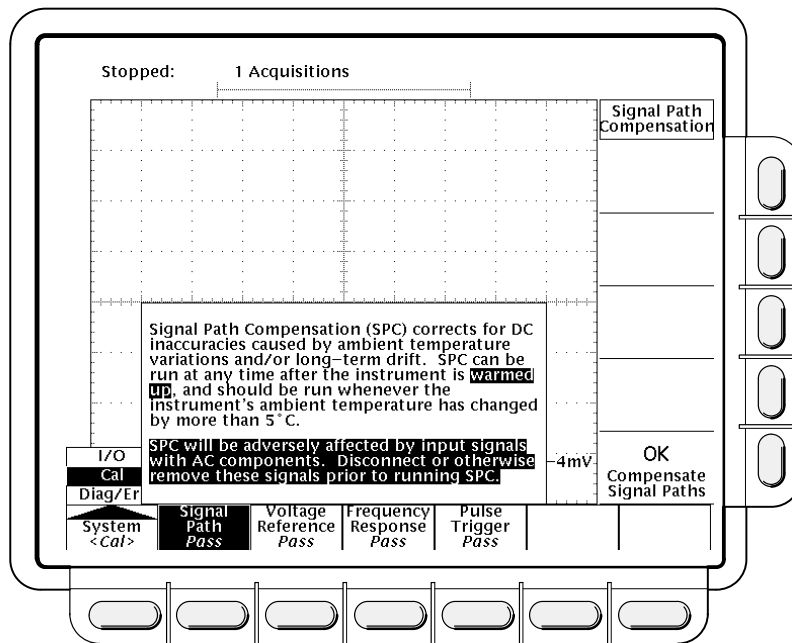 Stopped: 1 Acquisitions
Signal Path
Compensation
Signal Path Compensation (SPC) corrects for DC
inaccuracies caused by ambient temperature
variations and/or long-term drift. SPC can be
run at any time after the instrument is warmed
up, and should be run whenever the
instrument's ambient temperature has changed
by more than 5°C.
SPC will be adversely affected by input signals
with AC components. Disconnect or otherwise
remove these signals prior to running SPC.
-4mV
OK
Compensate
Signal Paths
I/O
Cal
Diag/Er
System
<Cal>
Signal
Path
Pass
Voltage
Reference
Pass
Frequency
Response
Pass
Pulse
Trigger
Pass